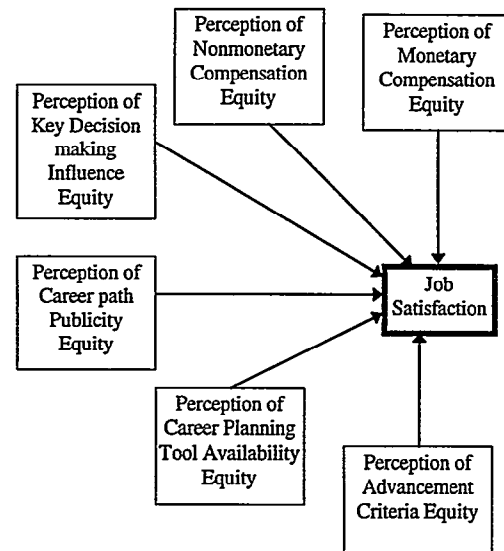 Perception of
Nonmonetary
Compensation
Equity
Perception of
Monetary
Compensation
Equity
Perception of
Key Decision
making
Influence
Equity
Perception of
Career path
Publicity
Equity
Job
Satisfaction
Perception of
Career Planning
Tool Availability
Equity
Perception of
Advancement
Criteria Equity